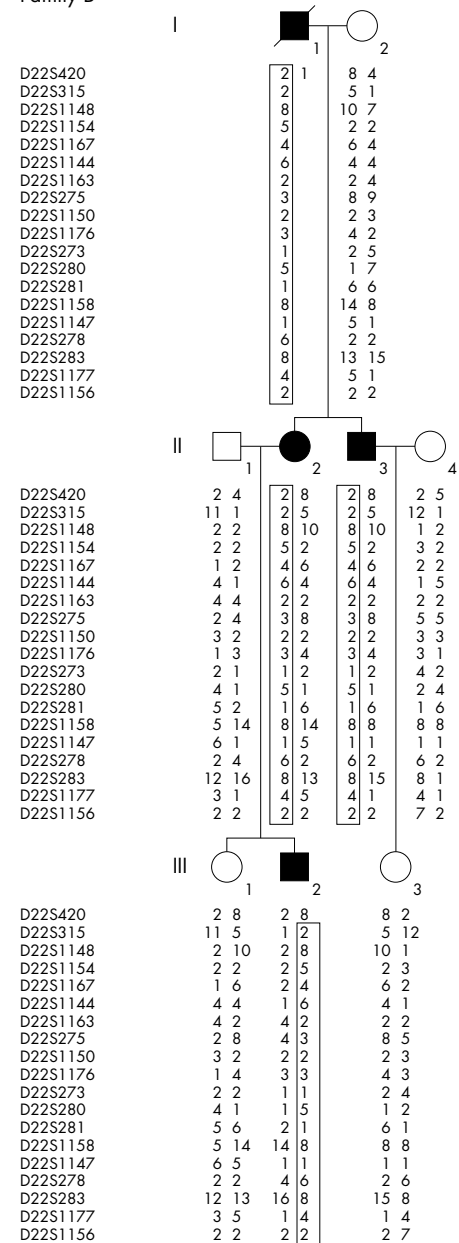 Family
I
1 2
D22S420 2 1 8 4
D22S315 2 5 1
D22S1148 8 10 7
D22S1154 5 2 2
D22S1167 4 6 4
D22S1144 6 4 4
D22S1163 2 2 4
D22S275 3 8 9
D22S1150 2 2 3
D22S1176 3 4 2
D22S273 1 2 5
D22S280 5 1 7
D22S281 1 6 6
D22S1158 8 14 8
D22S1147 1 5 1
D22S278 6 2 2
D22S283 8 13 15
D22S1177 4 5 1
D22S1156 2 2 2
II
1 2 3 4
D22S420 2 4 2 8 2 8 2 5
D22S315 11 1 2 5 2 5 12 1
D22S1148 2 2 8 10 8 10 1 2
D22S1154 2 2 5 2 5 2 3 2
D22S1167 1 2 4 6 4 6 2 2
D22S1144 4 1 6 4 6 4 1 5
D22S1163 4 4 2 2 2 2 2 2
D22S275 2 4 3 8 3 8 5 5
D22S1150 3 2 2 2 2 2 3 3
D22S1176 1 3 3 4 3 4 3 1
D22S273 2 1 1 2 1 2 4 2
D22S280 4 1 5 1 5 1 2 4
D22S281 5 2 1 6 1 6 1 6
D22S1158 5 14 8 14 8 8 8 8
D22S1147 6 1 1 5 1 1 1 1
D22S278 2 4 6 2 6 2 6 2
D22S283 12 16 8 13 8 15 8 1
D22S1177 3 1 4 5 4 1 4 1
D22S1156 2 2 2 2 2 2 7 2
III
1 2 3
D22S420 2 8 2 8 8 2
D22S315 11 5 1 2 5 12
D22S1148 2 10 2 8 10 1
D22S1154 2 2 2 5 2 3
D22S1167 1 6 2 4 6 2
D22S1144 4 4 1 6 4 1
D22S1163 4 2 4 2 2 2
D22S275 2 8 4 3 8 5
D22S1150 3 2 2 2 2 3
D22S1176 1 4 3 3 4 3
D22S273 2 2 1 1 2 4
D22S280 4 1 1 5 1 2
D22S281 5 6 2 1 6 1
D22S1158 5 14 14 8 8 8
D22S1147 6 5 1 1 1 1
D22S278 2 2 4 6 2 6
D22S283 12 13 16 8 15 8
D22S1177 3 5 1 4 1 4
D22S1156 2 2 2 2 2 7